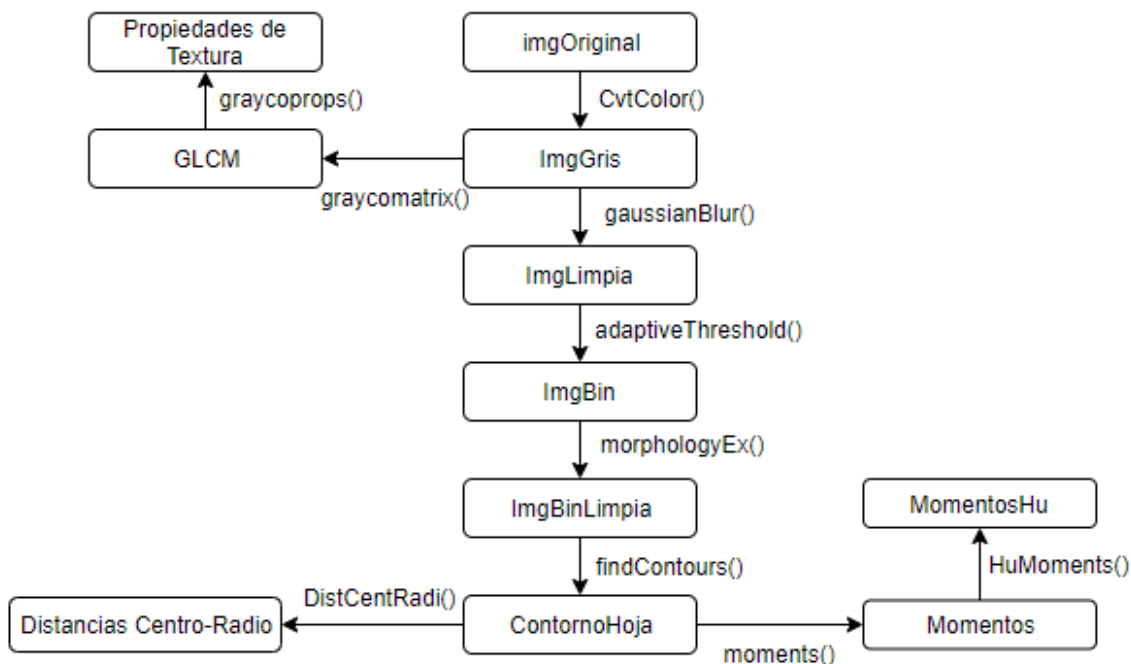 Propiedades de
Textura
imgOriginal
graycoprops()
CvtColor()
GLCM
ImgGris
graycomatrix()
gaussianBlur()
ImgLimpia
adaptiveThreshold()
ImgBin
morphologyEx()
ImgBinLimpia
MomentosHu
findContours()
HuMoments()
DistCentRadi()
Distancias Centro-Radio
ContornoHoja
Momentos
moments()